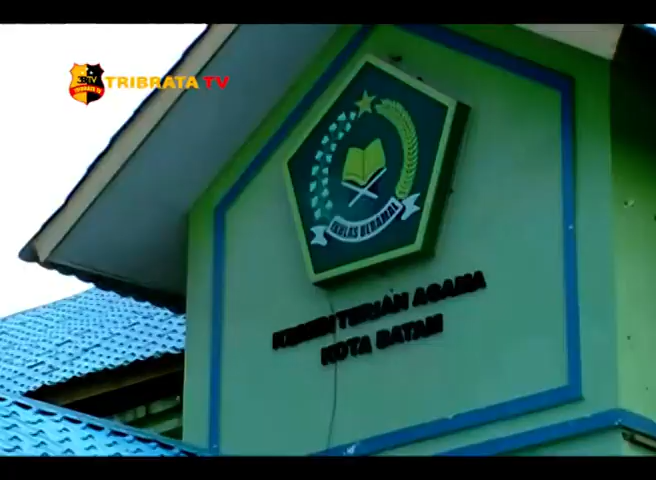 TRIBRATA TV
IKHLAS BERAMAL
KEMENTERIAN AGAMA
KOTA BATAM